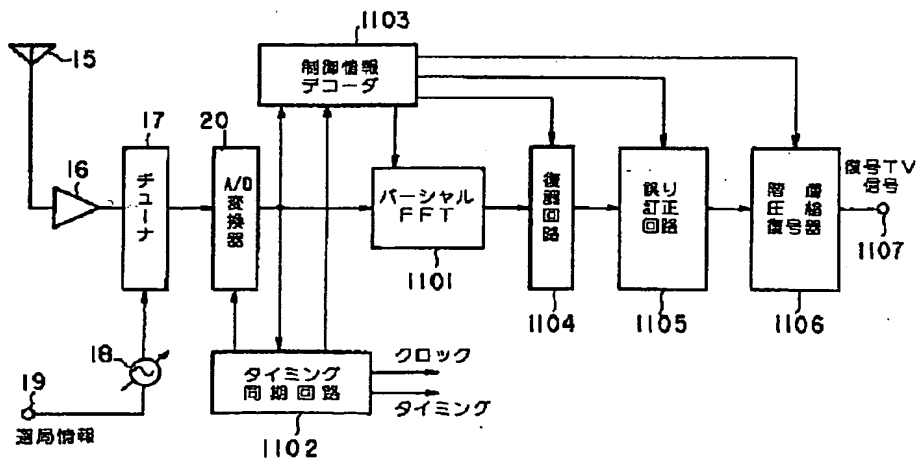 1103
15
制御情報
デコーダ
17
20
16
チューナ
A/D
変換器
パーシャル
FFT
1101
復調回路
1104
誤り
訂正
回路
1105
階層
圧縮
復号器
1106
復号TV
信号
1107
18
19
選局情報
タイミング
同期回路
1102
クロック
タイミング